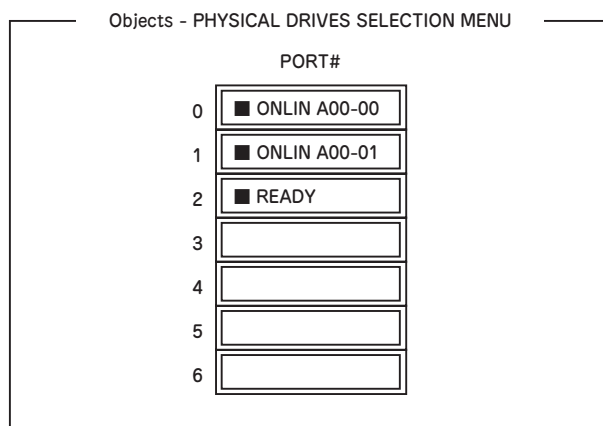 Objects - PHYSICAL DRIVES SELECTION MENU
PORT#
0 ■ ONLIN A00-00
1 ■ ONLIN A00-01
2 ■ READY
3
4
5
6